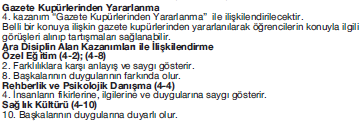 Gazete Kupürlerinden Yararlanma
4. kazanım "Gazete Kupürlerinden Yararlanma" ile ilişkilendirilecektir.
Belli bir konuya ilişkin gazete kupürlerinden yararlanılarak öğrencilerin konuyla ilgili
görüşleri alınıp tartışmaları sağlanabilir.
Ara Disiplin Alan Kazanımları ile İlişkilendirme
Özel Eğitim (4-2); (4-8)
2. Farklılıklara karşı anlayış ve saygı gösterir.
8. Başkalarının duygularının farkında olur.
Rehberlik ve Psikolojik Danışma (4-4)
4. İnsanların fikirlerine, ilgilerine ve duygularına saygı gösterir.
Sağlık Kültürü (4-10)
10. Başkalarının duygularına duyarlı olur.